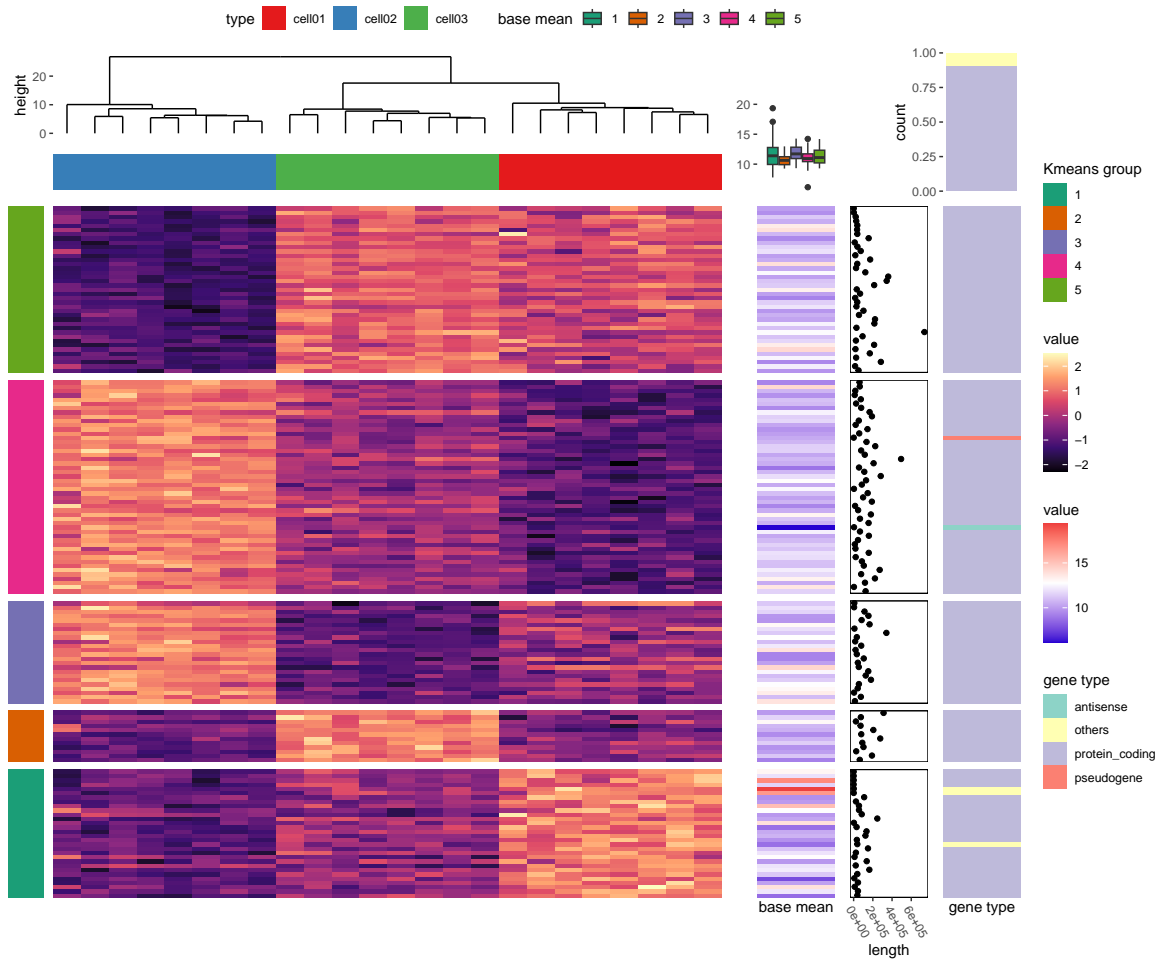 type cell01 cell02 cell03 base mean 1 2 3 4 5
height
20
10
0
20
15
10
count
1.00
0.75
0.50
0.25
0.00
Kmeans group
1
2
3
4
5
value
2
1
0
−1
−2
value
15
10
gene type
antisense
others
protein_coding
pseudogene
base mean
0e+00
2e+05
4e+05
6e+05
length
gene type